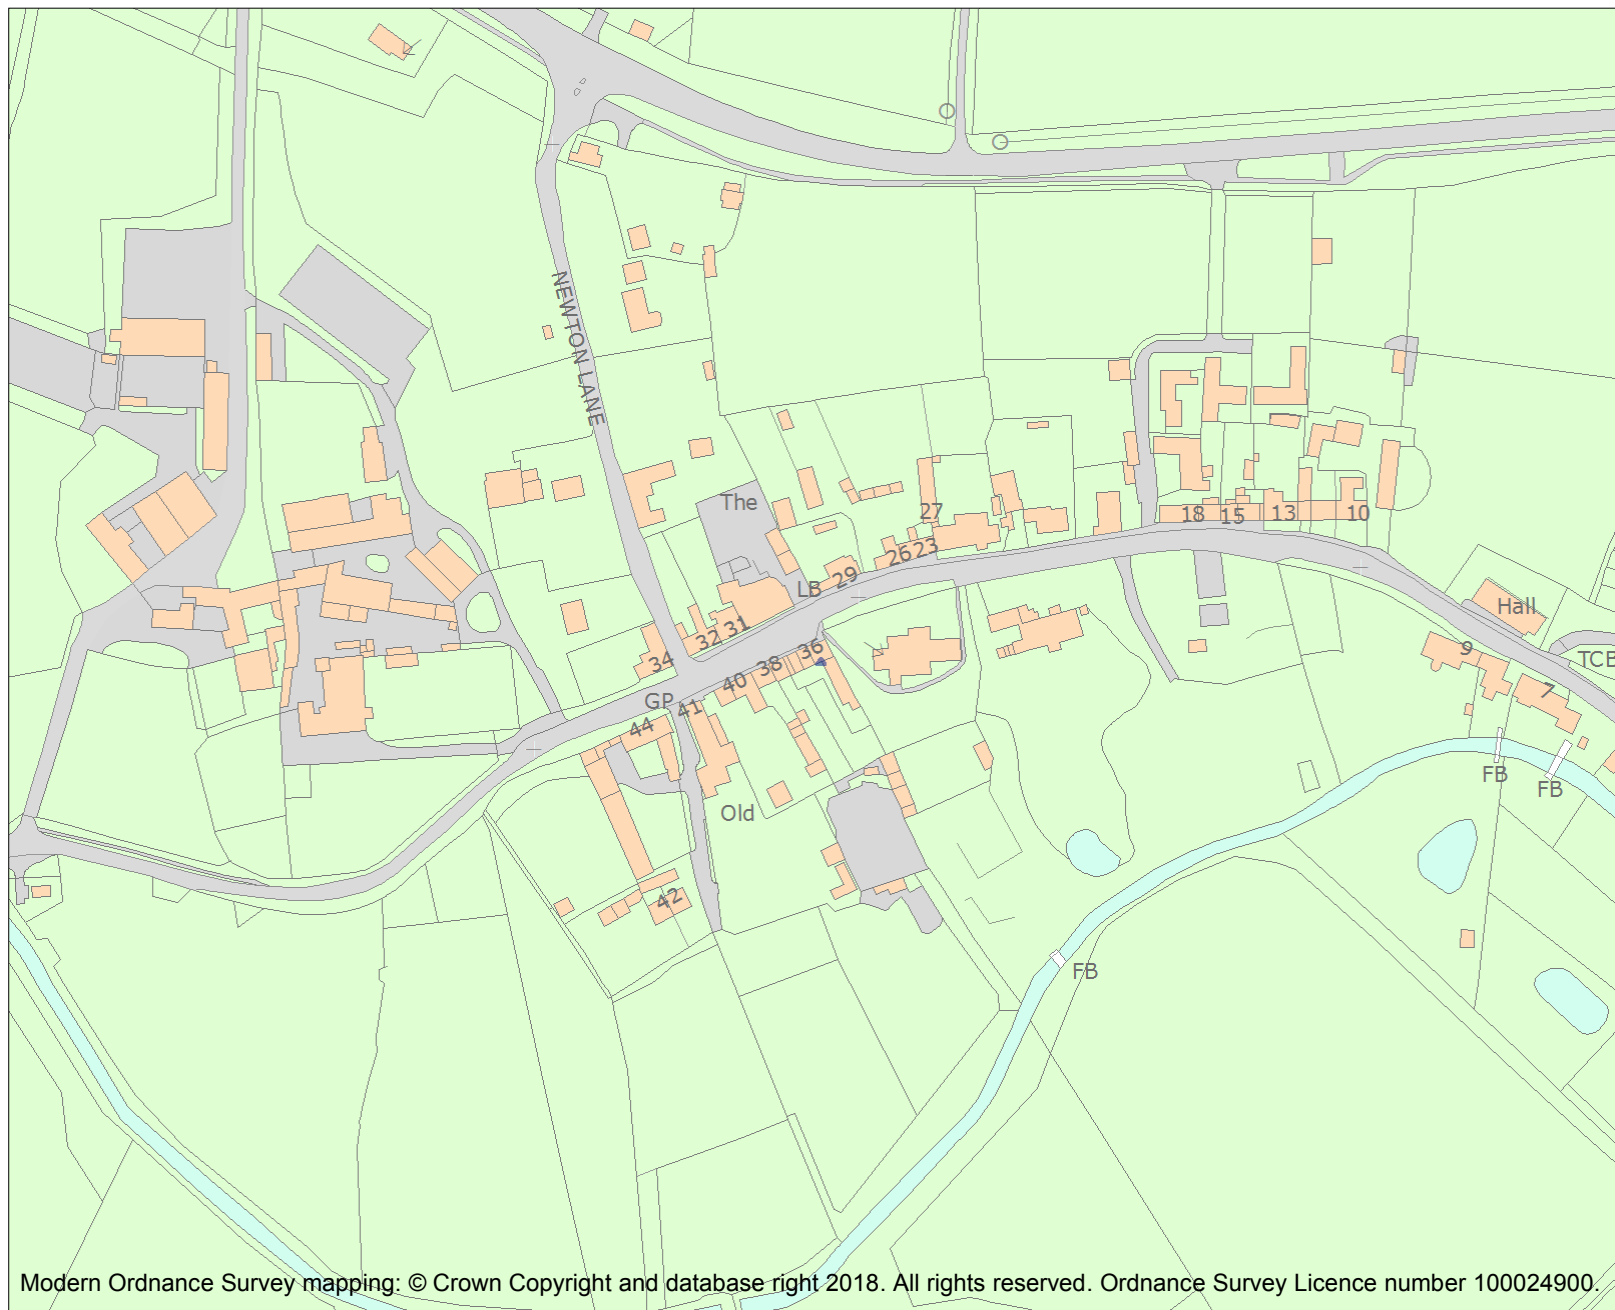 NEWTON LANE
The
27
18
15
13
10
26
23
29
LB
Hall
32
31
34
36
38
40
9
TCB
7
GP
41
44
FB
FB
Old
42
FB
Modern Ordnance Survey mapping: © Crown Copyright and database right 2018. All rights reserved. Ordnance Survey Licence number 100024900.